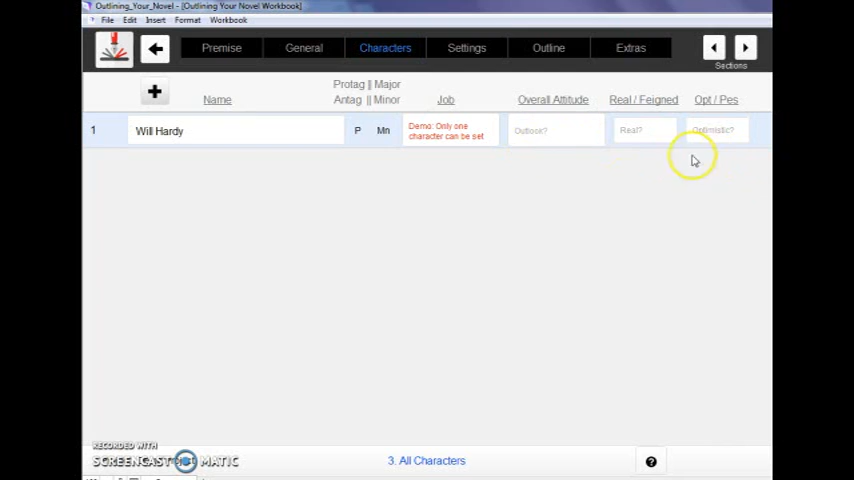 Outlining_Your_Novel - [Outlining Your Novel Workbook]
File Edit Insert Format Workbook
Premise General Characters Settings Outline Extras
Sections
Protag || Major
Name Antag || Minor Job Overall Attitude Real / Feigned Opt / Pes
1 Will Hardy P Mn Demo: Only one
character can be set
Outlook? Real? Optimistic?
RECORDED WITH
SCREENCAST-O-MATIC
3. All Characters